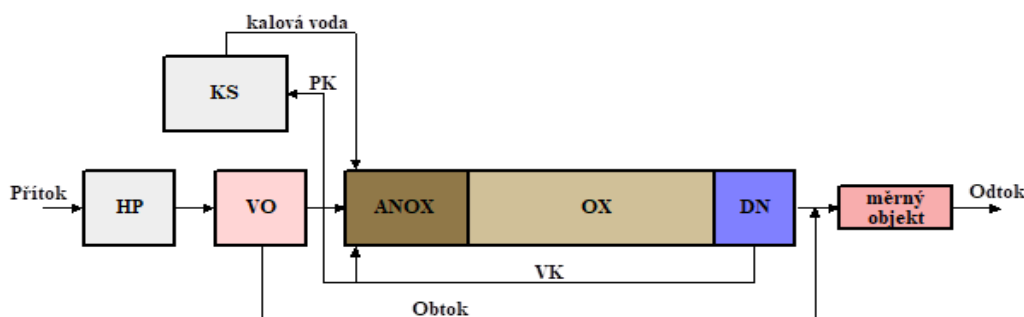 kalová voda
KS
PK
Přítok
HP
VO
ANOX
OX
DN
měrný
objekt
Odtok
VK
Obtok